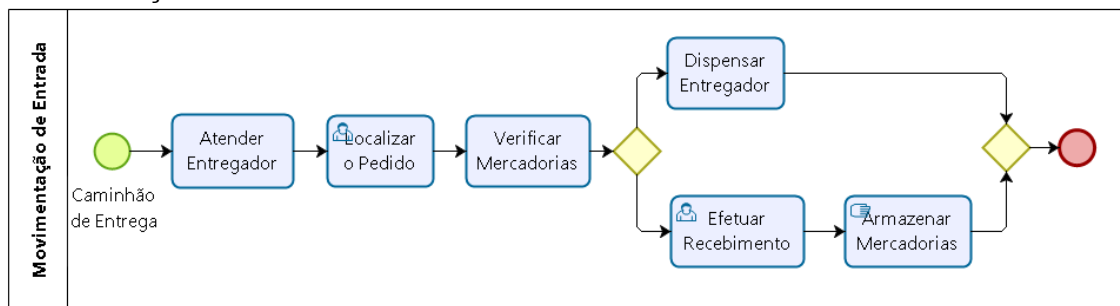 Movimentação de Entrada
Caminhão
de Entrega
Atender
Entregador
Localizar
o Pedido
Verificar
Mercadorias
Dispensar
Entregador
Efetuar
Recebimento
Armazenar
Mercadorias